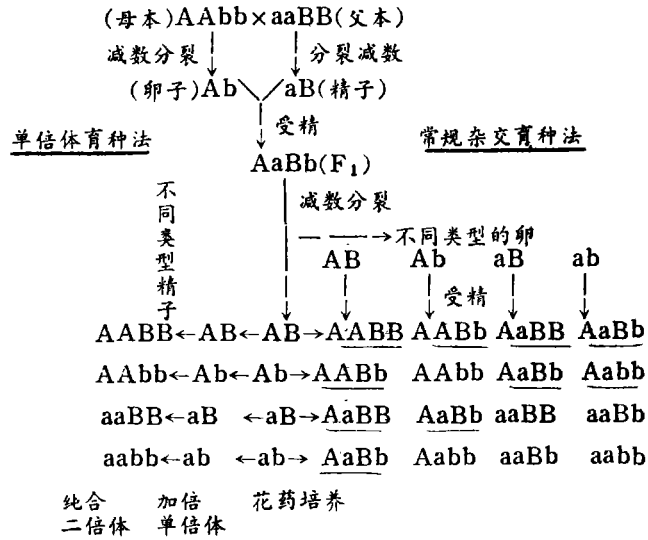 (母本)AAbb×aaBB(父本)
减数分裂 分裂减数
(卵子)Ab aB(精子)
受精
单倍体育种法 常规杂交育种法
AaBb(F₁)
不同类型精子
减数分裂
不同类型的卵
AB Ab aB ab
受精
AABB←AB←AB→AABB AABb AaBB AaBb
AAbb←Ab←Ab→AABb AAbb AaBb Aabb
aaBB←aB ←aB→AaBB AaBb aaBB aaBb
aabb←ab ←ab→ AaBb Aabb aaBb aabb
纯合 加倍 花药培养
二倍体 单倍体